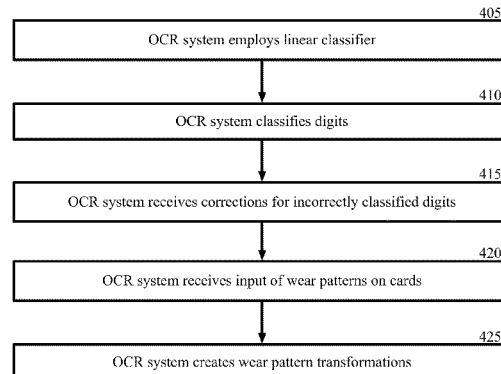 405
OCR system employs linear classifier
410
OCR system classifies digits
415
OCR system receives corrections for incorrectly classified digits
420
OCR system receives input of wear patterns on cards
425
OCR system creates wear pattern transformations